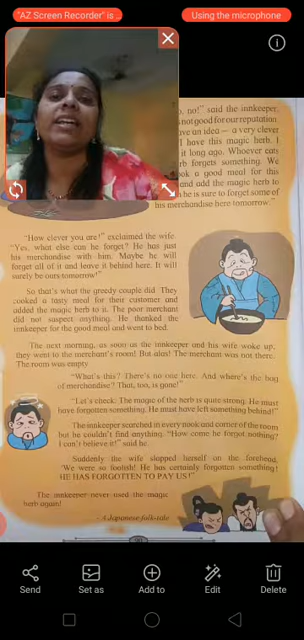 "AZ Screen Recorder" is ..
Using the microphone
no!" said the innkeeper.
not good for our reputation
ave an idea — a very clever
I have this magic herb. I
it long ago. Whoever eats
rb forgets something. We
ook a good meal for this
and add the magic herb to
he is sure to forget some of
his merchandise here tomorrow."
"How clever you are!" exclaimed the wife.
"Yes, what else can he forget? He has just
his merchandise with him. Maybe he will
forget all of it and leave it behind here. It will
surely be ours tomorrow!"
So that's what the greedy couple did. They
cooked a tasty meal for their customer and
added the magic herb to it. The poor merchant
did not suspect anything. He thanked the
innkeeper for the good meal and went to bed.
The next morning, as soon as the innkeeper and his wife woke up,
they went to the merchant's room! But alas! The merchant was not there.
The room was empty.
"What's this? There's no one here. And where's the bag
of merchandise? That, too, is gone!"
"Let's check. The magic of the herb is quite strong. He must
have forgotten something. He must have left something behind!"
The innkeeper searched in every nook and corner of the room
but he couldn't find anything. "How come he forgot nothing?
I can't believe it!" said he.
Suddenly the wife slapped herself on the forehead.
"We were so foolish! He has certainly forgotten something!
HE HAS FORGOTTEN TO PAY US!"
The innkeeper never used the magic
herb again!
- A Japanese folk-tale
Send
Set as
Add to
Edit
Delete